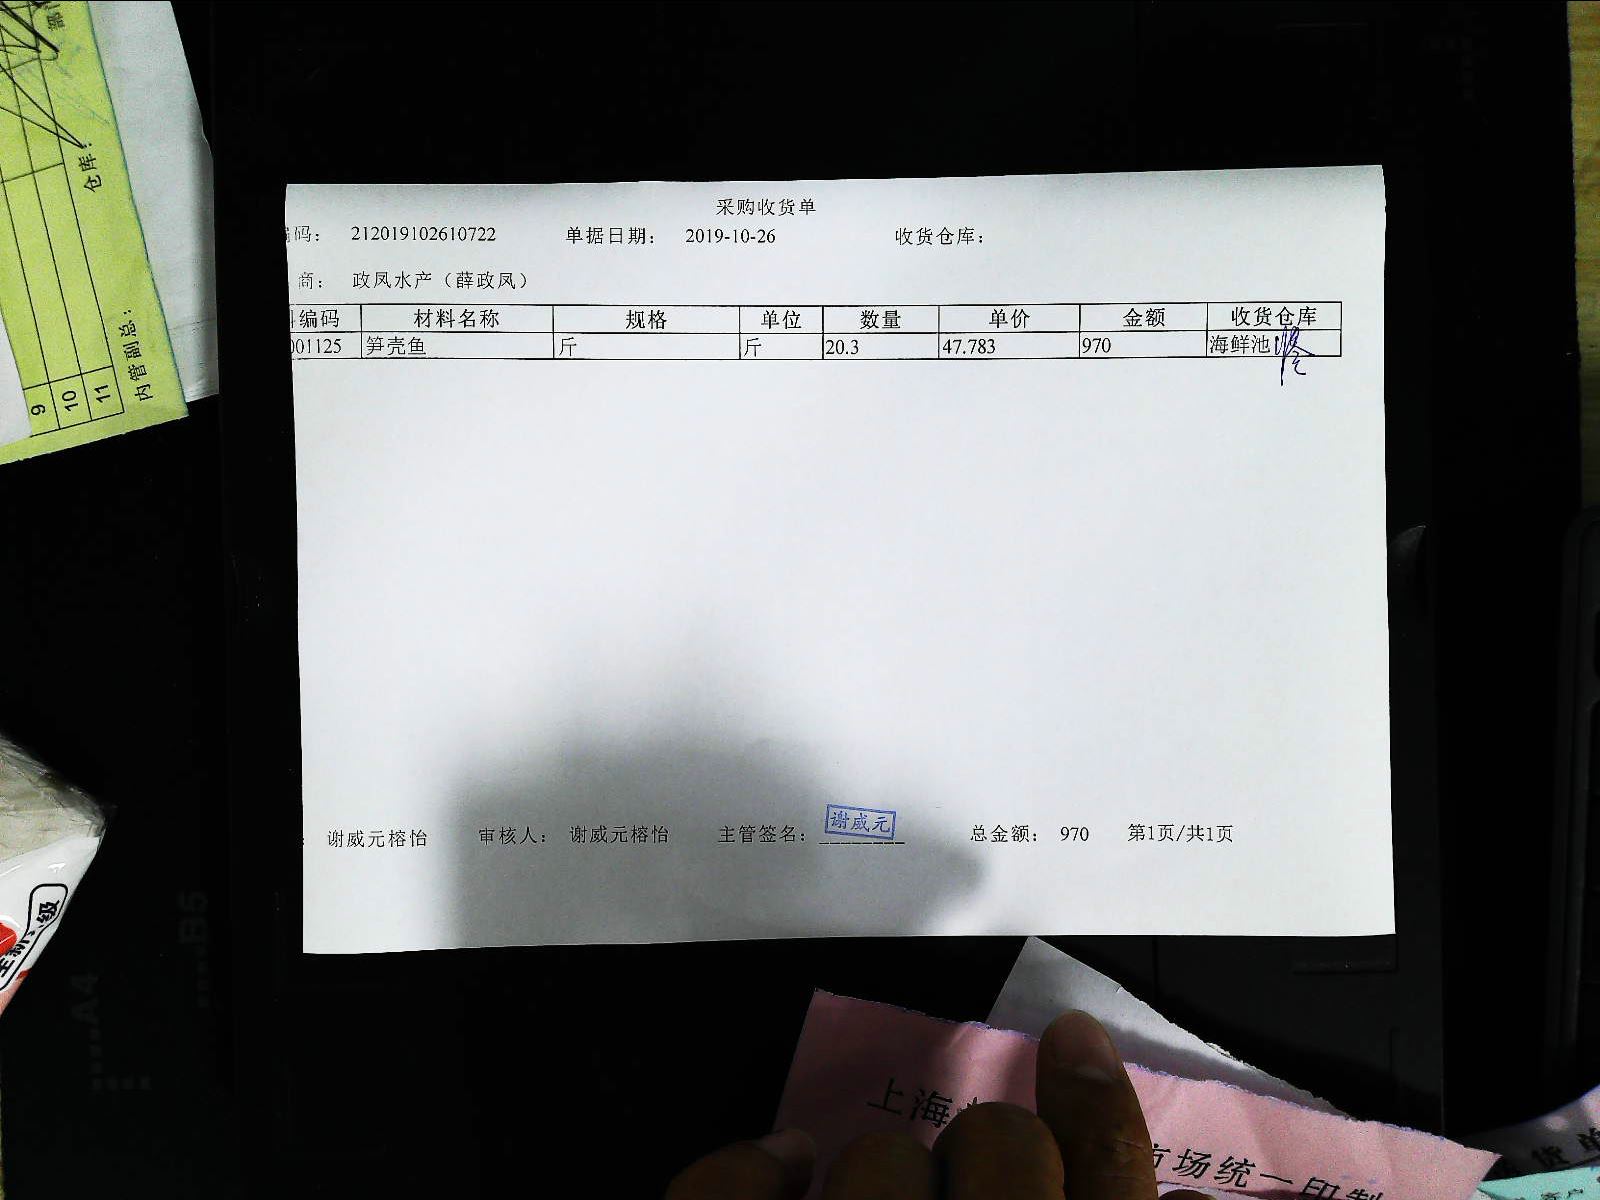 采购收货单
码： 212019102610722 单据日期： 2019-10-26 收货仓库：
商： 政凤水产（薛政凤）
编码 材料名称 规格 单位 数量 单价 金额 收货仓库
001125 笋壳鱼 斤 斤 20.3 47.783 970 海鲜池
： 谢威元榕怡 审核人： 谢威元榕怡 主管签名： 谢威元 总金额： 970 第1页/共1页
仓库：
内管副总：
9
10
11
A4
B5
级
上海
市场统一印制
货单